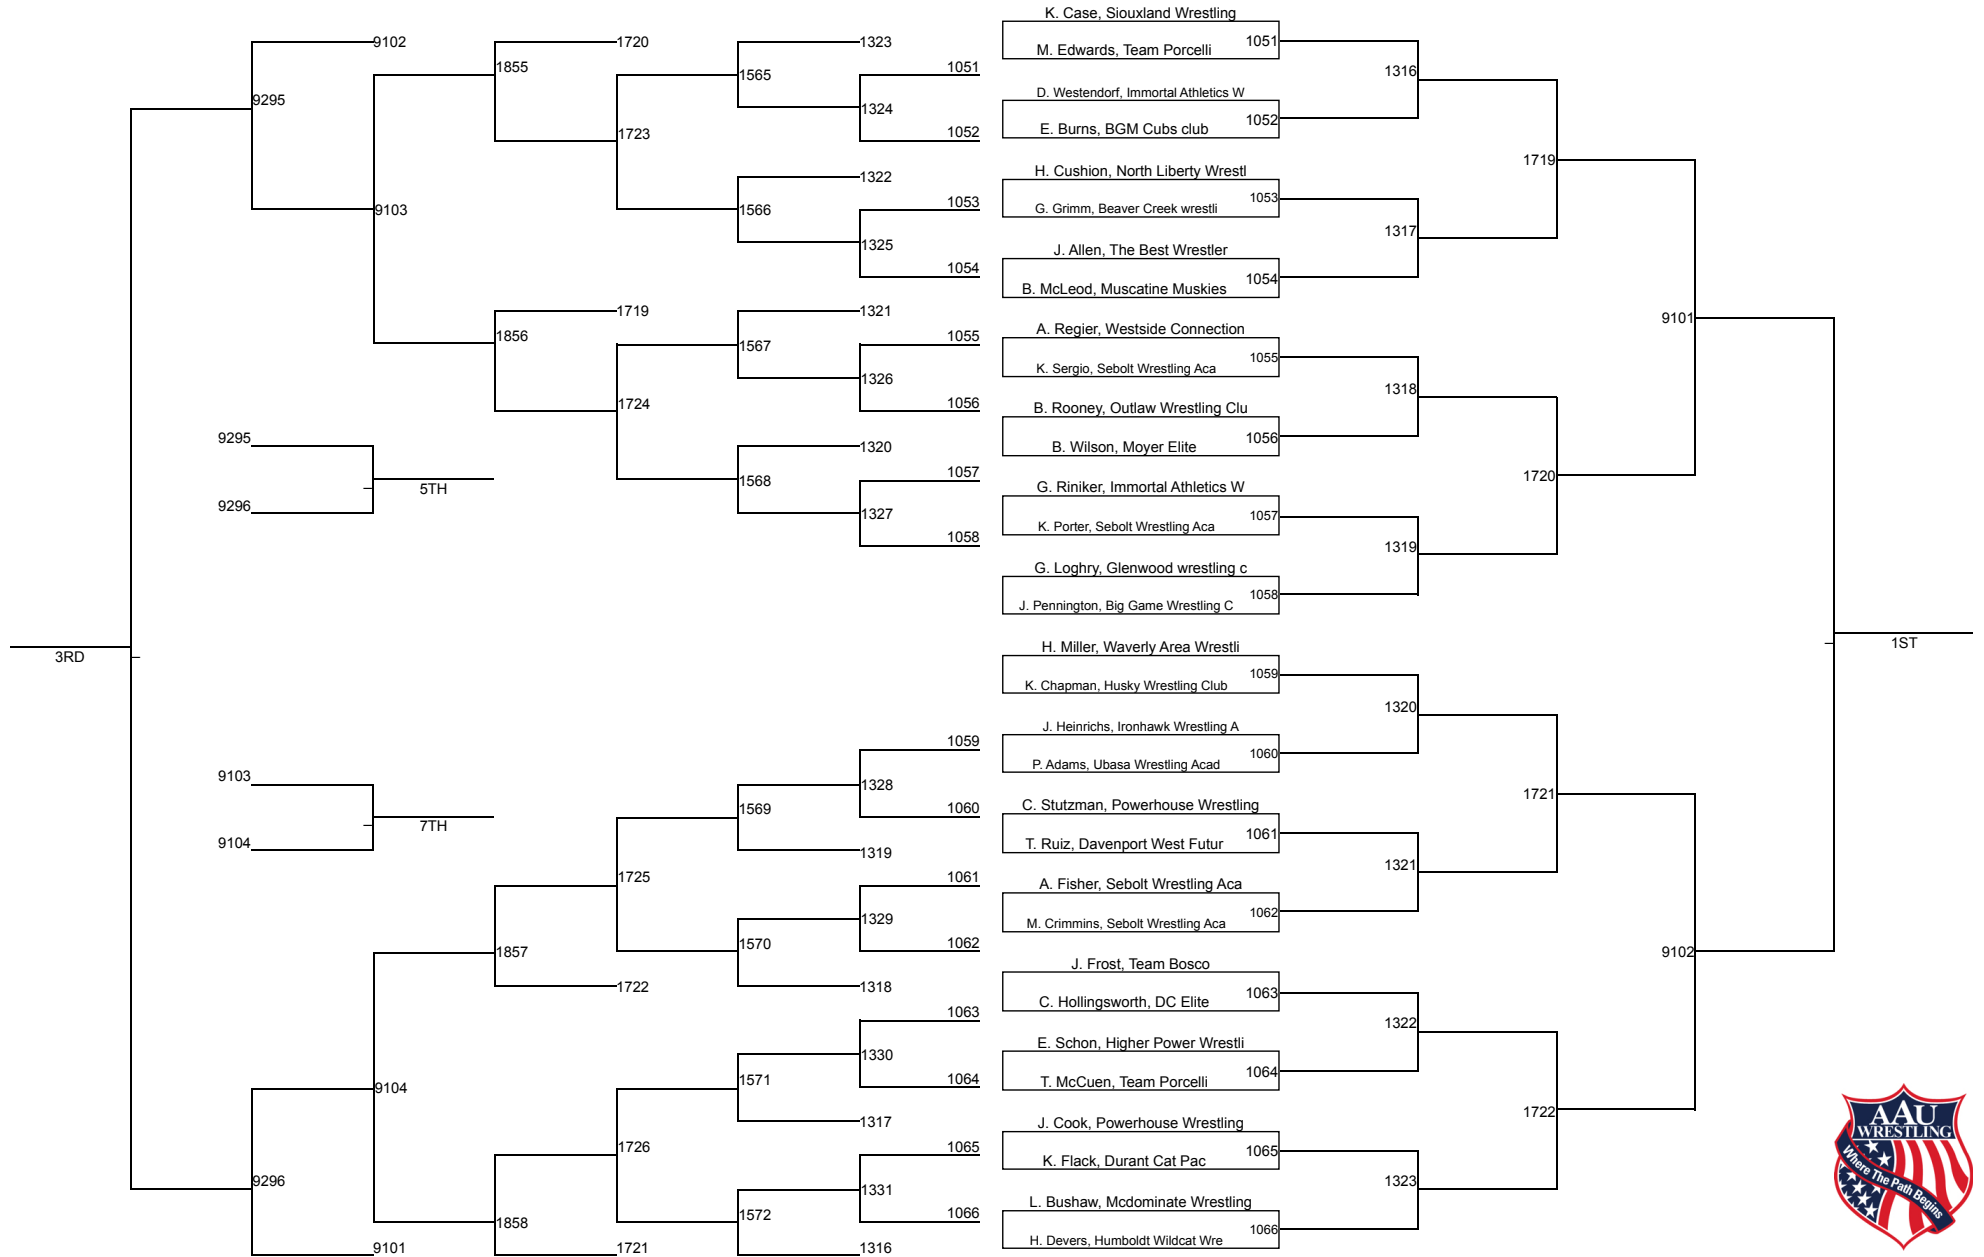 K. Case, Siouxland Wrestling
9102
1720
1323
1051
M. Edwards, Team Porcelli
1855
1051
1316
1565
D. Westendorf, Immortal Athletics W
9295
1324
1052
E. Burns, BGM Cubs club
1723
1052
1719
H. Cushion, North Liberty Wrestl
1322
1053
1053
9103
1566
G. Grimm, Beaver Creek wrestli
1317
1325
J. Allen, The Best Wrestler
1054
1054
B. McLeod, Muscatine Muskies
1719
1321
9101
A. Regier, Westside Connection
1856
1055
1567
1055
K. Sergio, Sebolt Wrestling Aca
1326
1318
1724
1056
B. Rooney, Outlaw Wrestling Clu
9295
1056
1320
B. Wilson, Moyer Elite
1057
1720
5TH
1568
G. Riniker, Immortal Athletics W
9296
1327
1057
K. Porter, Sebolt Wrestling Aca
1058
1319
G. Loghry, Glenwood wrestling c
1058
J. Pennington, Big Game Wrestling C
3RD
H. Miller, Waverly Area Wrestli
1ST
1059
K. Chapman, Husky Wrestling Club
1320
J. Heinrichs, Ironhawk Wrestling A
1059
1060
P. Adams, Ubasa Wrestling Acad
9103
1328
1721
C. Stutzman, Powerhouse Wrestling
1569
1060
7TH
1061
9104
1319
T. Ruiz, Davenport West Futur
1321
1725
1061
A. Fisher, Sebolt Wrestling Aca
1329
1062
M. Crimmins, Sebolt Wrestling Aca
1857
1570
1062
9102
J. Frost, Team Bosco
1722
1318
1063
C. Hollingsworth, DC Elite
1063
1322
E. Schon, Higher Power Wrestli
1330
1064
1571
1064
T. McCuen, Team Porcelli
9104
1722
1317
J. Cook, Powerhouse Wrestling
1726
1065
1065
K. Flack, Durant Cat Pac
9296
1331
1323
L. Bushaw, Mcdominate Wrestling
1858
1572
1066
1066
H. Devers, Humboldt Wildcat Wre
9101
1721
1316
AAU
WRESTLING
Where The Path Begins